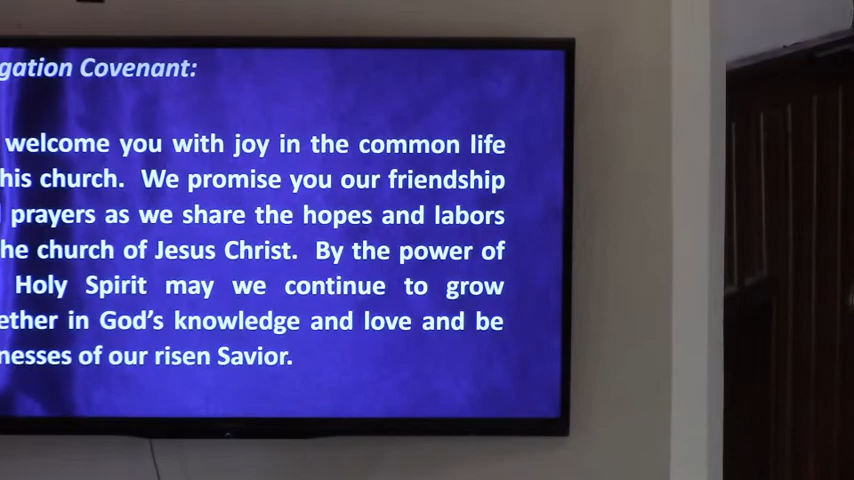 gation Covenant:
welcome you with joy in the common life
his church. We promise you our friendship
prayers as we share the hopes and labors
he church of Jesus Christ. By the power of
Holy Spirit may we continue to grow
ether in God's knowledge and love and be
nesses of our risen Savior.